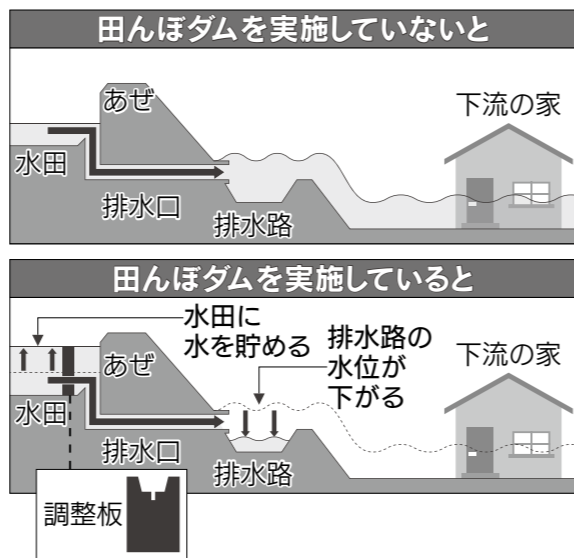 田んぼダムを実施していないと
あぜ
下流の家
水田
排水口
排水路
田んぼダムを実施していると
水田に
水を貯める
排水路の
水位が
下がる
あぜ
下流の家
水田
排水口
排水路
調整板